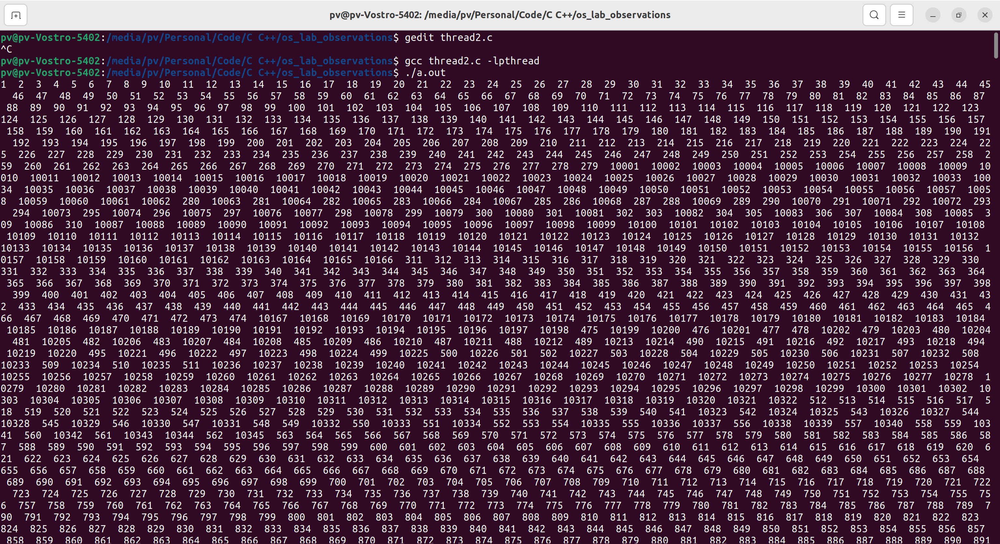 pv@pv-Vostro-5402: /media/pv/Personal/Code/C C++/os_lab_observations
pv@pv-Vostro-5402:/media/pv/Personal/Code/C C++/os_lab_observations$ gedit thread2.c
^C
pv@pv-Vostro-5402:/media/pv/Personal/Code/C C++/os_lab_observations$ gcc thread2.c -lpthread
pv@pv-Vostro-5402:/media/pv/Personal/Code/C C++/os_lab_observations$ ./a.out
1 2 3 4 5 6 7 8 9 10 11 12 13 14 15 16 17 18 19 20 21 22 23 24 25 26 27 28 29 30 31 32 33 34 35 36 37 38 39 40 41 42 43 44 45
46 47 48 49 50 51 52 53 54 55 56 57 58 59 60 61 62 63 64 65 66 67 68 69 70 71 72 73 74 75 76 77 78 79 80 81 82 83 84 85 86 87
88 89 90 91 92 93 94 95 96 97 98 99 100 101 102 103 104 105 106 107 108 109 110 111 112 113 114 115 116 117 118 119 120 121 122 123
124 125 126 127 128 129 130 131 132 133 134 135 136 137 138 139 140 141 142 143 144 145 146 147 148 149 150 151 152 153 154 155 156 157
158 159 160 161 162 163 164 165 166 167 168 169 170 171 172 173 174 175 176 177 178 179 180 181 182 183 184 185 186 187 188 189 190 191
192 193 194 195 196 197 198 199 200 201 202 203 204 205 206 207 208 209 210 211 212 213 214 215 216 217 218 219 220 221 222 223 224 22
5 226 227 228 229 230 231 232 233 234 235 236 237 238 239 240 241 242 243 244 245 246 247 248 249 250 251 252 253 254 255 256 257 258 2
59 260 261 262 263 264 265 266 267 268 269 270 271 272 273 274 275 276 277 278 279 10001 10002 10003 10004 10005 10006 10007 10008 10009 10
010 10011 10012 10013 10014 10015 10016 10017 10018 10019 10020 10021 10022 10023 10024 10025 10026 10027 10028 10029 10030 10031 10032 10033 100
34 10035 10036 10037 10038 10039 10040 10041 10042 10043 10044 10045 10046 10047 10048 10049 10050 10051 10052 10053 10054 10055 10056 10057 1005
8 10059 10060 10061 10062 280 10063 281 10064 282 10065 283 10066 284 10067 285 286 10068 287 288 10069 289 290 10070 291 10071 292 10072 293
294 10073 295 10074 296 10075 297 10076 10077 298 10078 299 10079 300 10080 301 10081 302 303 10082 304 305 10083 306 307 10084 308 10085 3
09 10086 310 10087 10088 10089 10090 10091 10092 10093 10094 10095 10096 10097 10098 10099 10100 10101 10102 10103 10104 10105 10106 10107 10108
10109 10110 10111 10112 10113 10114 10115 10116 10117 10118 10119 10120 10121 10122 10123 10124 10125 10126 10127 10128 10129 10130 10131 10132
10133 10134 10135 10136 10137 10138 10139 10140 10141 10142 10143 10144 10145 10146 10147 10148 10149 10150 10151 10152 10153 10154 10155 10156 1
0157 10158 10159 10160 10161 10162 10163 10164 10165 10166 311 312 313 314 315 316 317 318 319 320 321 322 323 324 325 326 327 328 329 330
331 332 333 334 335 336 337 338 339 340 341 342 343 344 345 346 347 348 349 350 351 352 353 354 355 356 357 358 359 360 361 362 363 364
365 366 367 368 369 370 371 372 373 374 375 376 377 378 379 380 381 382 383 384 385 386 387 388 389 390 391 392 393 394 395 396 397 398
399 400 401 402 403 404 405 406 407 408 409 410 411 412 413 414 415 416 417 418 419 420 421 422 423 424 425 426 427 428 429 430 431 43
2 433 434 435 436 437 438 439 440 441 442 443 444 445 446 447 448 449 450 451 452 453 454 455 456 457 458 459 460 461 462 463 464 465 4
66 467 468 469 470 471 472 473 474 10167 10168 10169 10170 10171 10172 10173 10174 10175 10176 10177 10178 10179 10180 10181 10182 10183 10184
10185 10186 10187 10188 10189 10190 10191 10192 10193 10194 10195 10196 10197 10198 475 10199 10200 476 10201 477 478 10202 479 10203 480 10204
481 10205 482 10206 483 10207 484 10208 485 10209 486 10210 487 10211 488 10212 489 10213 10214 490 10215 491 10216 492 10217 493 10218 494
10219 10220 495 10221 496 10222 497 10223 498 10224 499 10225 500 10226 501 502 10227 503 10228 504 10229 505 10230 506 10231 507 10232 508
10233 509 10234 510 10235 511 10236 10237 10238 10239 10240 10241 10242 10243 10244 10245 10246 10247 10248 10249 10250 10251 10252 10253 10254
10255 10256 10257 10258 10259 10260 10261 10262 10263 10264 10265 10266 10267 10268 10269 10270 10271 10272 10273 10274 10275 10276 10277 10278 1
0279 10280 10281 10282 10283 10284 10285 10286 10287 10288 10289 10290 10291 10292 10293 10294 10295 10296 10297 10298 10299 10300 10301 10302 10
303 10304 10305 10306 10307 10308 10309 10310 10311 10312 10313 10314 10315 10316 10317 10318 10319 10320 10321 10322 512 513 514 515 516 517 5
18 519 520 521 522 523 524 525 526 527 528 529 530 531 532 533 534 535 536 537 538 539 540 541 10323 542 10324 10325 543 10326 10327 544
10328 545 10329 546 10330 547 10331 548 549 10332 550 10333 551 10334 552 553 554 10335 555 10336 10337 556 10338 10339 557 10340 558 559 103
41 560 10342 561 10343 10344 562 10345 563 564 565 566 567 568 569 570 571 572 573 574 575 576 577 578 579 580 581 582 583 584 585 586 58
7 588 589 590 591 592 593 594 595 596 597 598 599 600 601 602 603 604 605 606 607 608 609 610 611 612 613 614 615 616 617 618 619 620 6
21 622 623 624 625 626 627 628 629 630 631 632 633 634 635 636 637 638 639 640 641 642 643 644 645 646 647 648 649 650 651 652 653 654
655 656 657 658 659 660 661 662 663 664 665 666 667 668 669 670 671 672 673 674 675 676 677 678 679 680 681 682 683 684 685 686 687 688
689 690 691 692 693 694 695 696 697 698 699 700 701 702 703 704 705 706 707 708 709 710 711 712 713 714 715 716 717 718 719 720 721 722
723 724 725 726 727 728 729 730 731 732 733 734 735 736 737 738 739 740 741 742 743 744 745 746 747 748 749 750 751 752 753 754 755 75
6 757 758 759 760 761 762 763 764 765 766 767 768 769 770 771 772 773 774 775 776 777 778 779 780 781 782 783 784 785 786 787 788 789 7
90 791 792 793 794 795 796 797 798 799 800 801 802 803 804 805 806 807 808 809 810 811 812 813 814 815 816 817 818 819 820 821 822 823
824 825 826 827 828 829 830 831 832 833 834 835 836 837 838 839 840 841 842 843 844 845 846 847 848 849 850 851 852 853 854 855 856 857
858 859 860 861 862 863 864 865 866 867 868 869 870 871 872 873 874 875 876 877 878 879 880 881 882 883 884 885 886 887 888 889 890 891